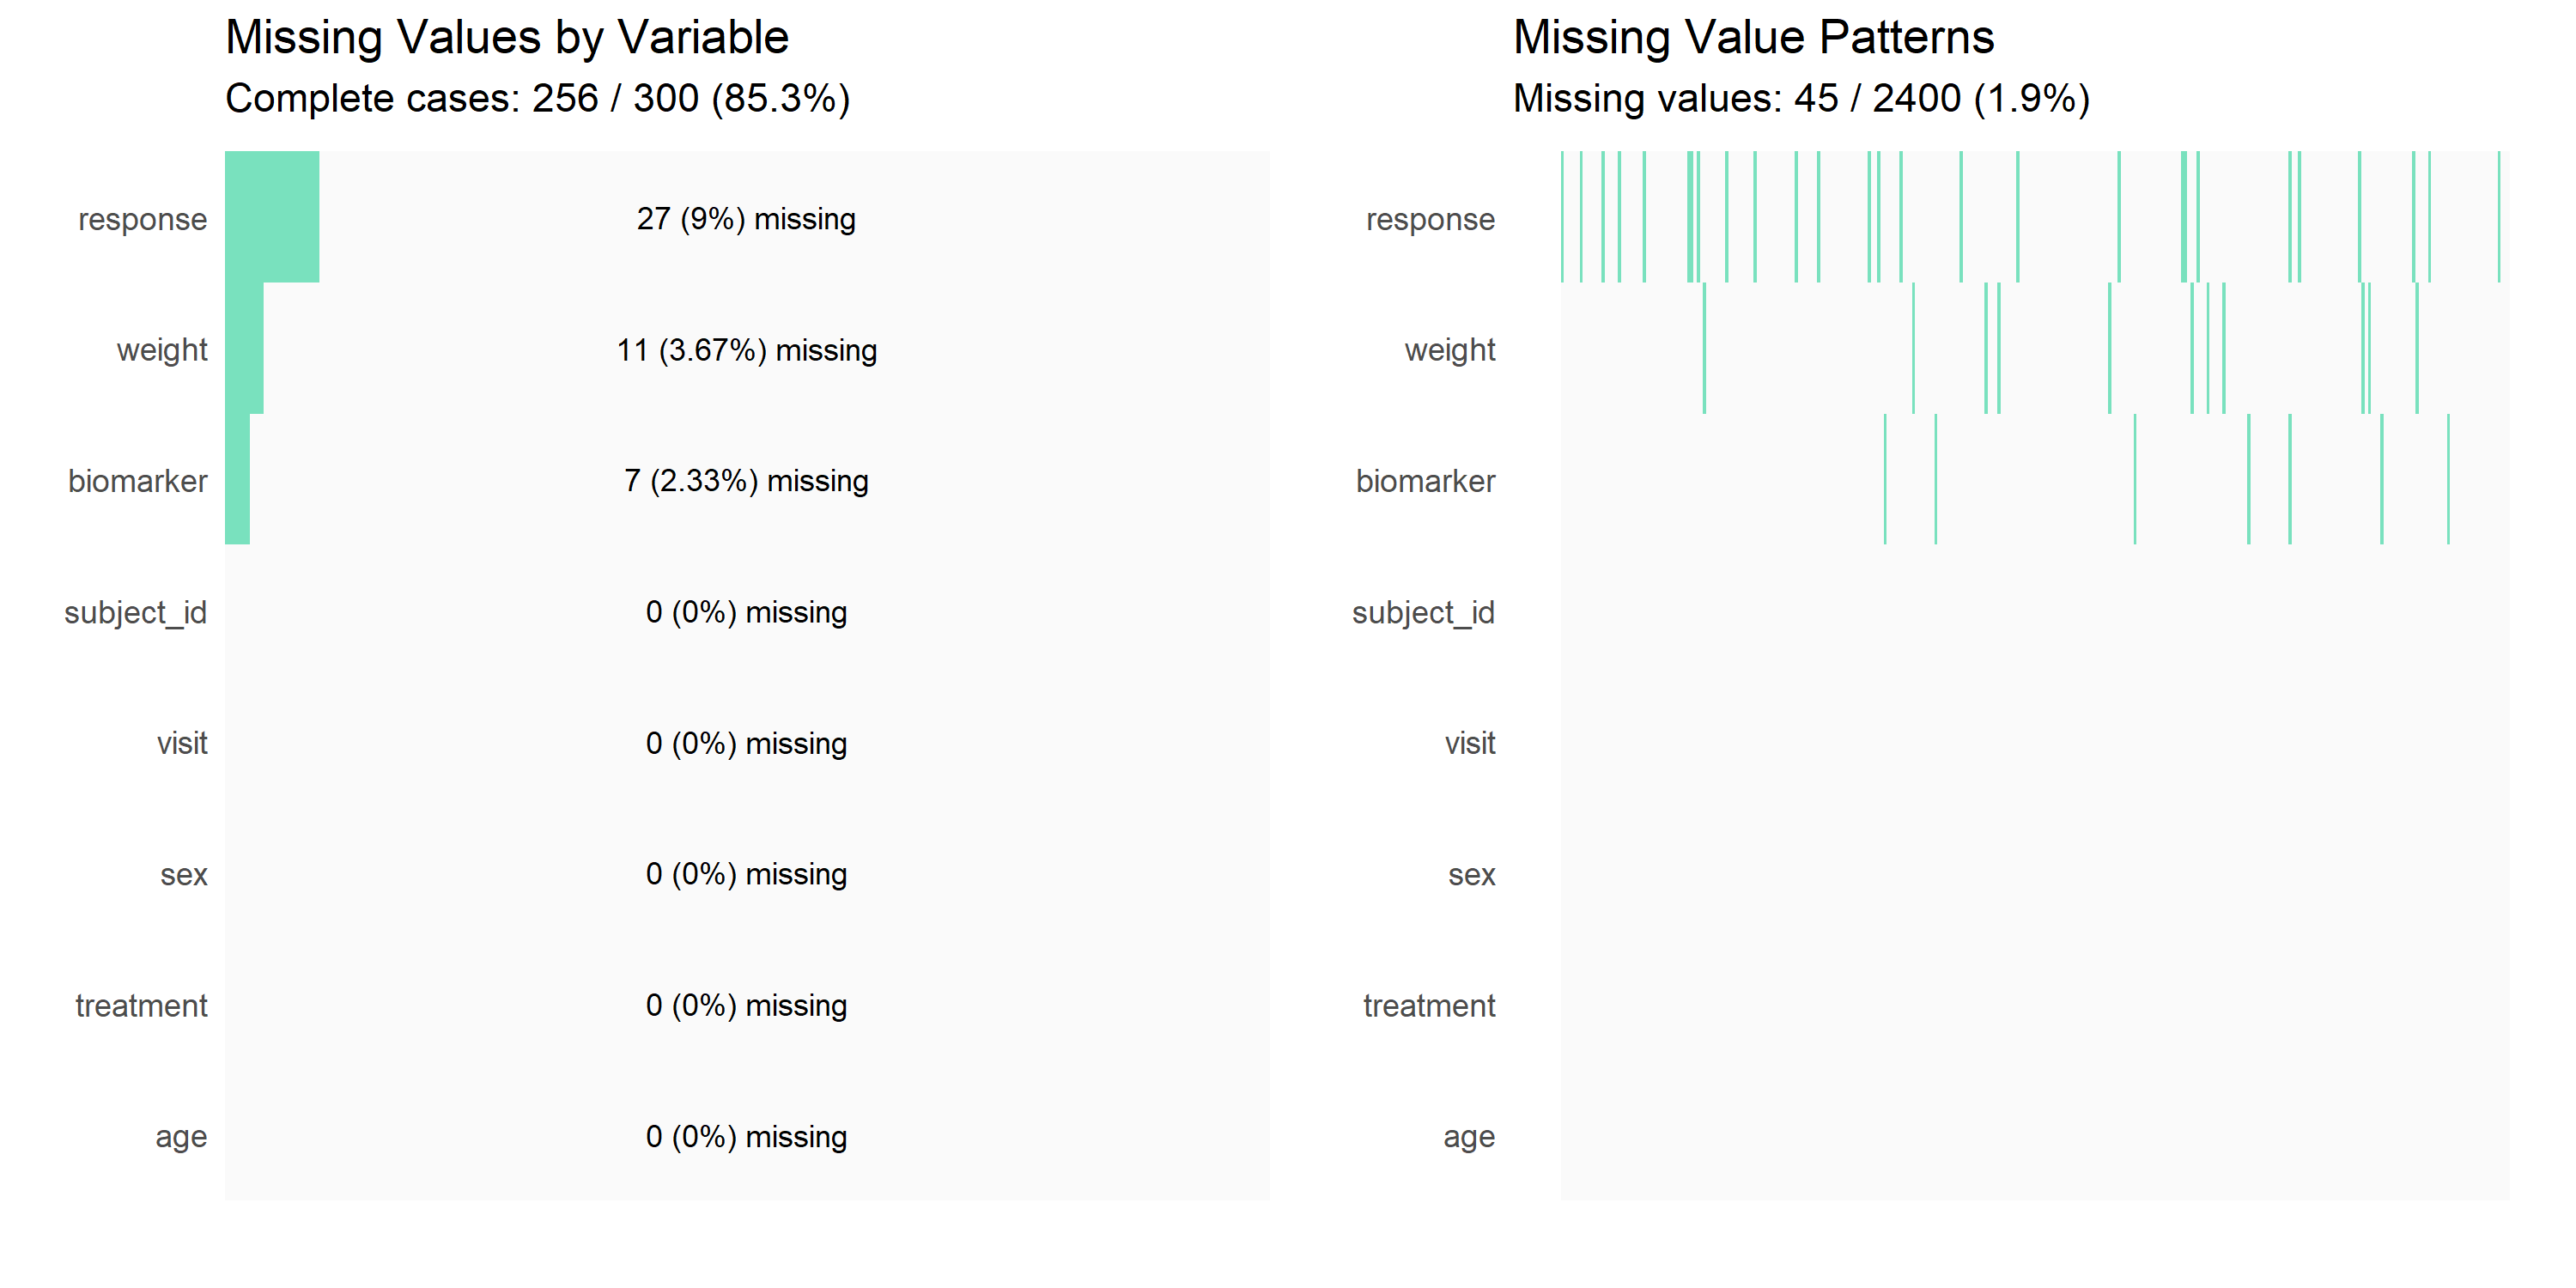 Missing Values by Variable
Complete cases: 256 / 300 (85.3%)
response
27 (9%) missing
weight
11 (3.67%) missing
biomarker
7 (2.33%) missing
subject_id
0 (0%) missing
visit
0 (0%) missing
sex
0 (0%) missing
treatment
0 (0%) missing
age
0 (0%) missing
Missing Value Patterns
Missing values: 45 / 2400 (1.9%)
response
weight
biomarker
subject_id
visit
sex
treatment
age